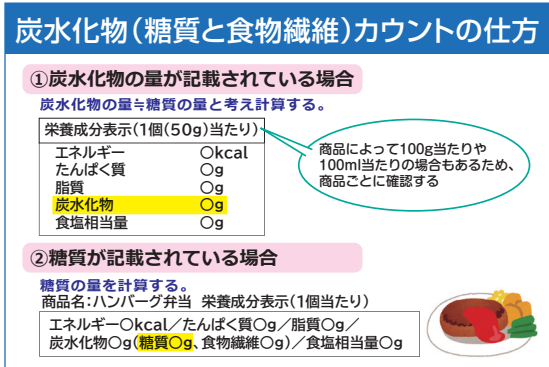 炭水化物(糖質と食物繊維)カウントの仕方
①炭水化物の量が記載されている場合
炭水化物の量≒糖質の量と考え計算する。
栄養成分表示(1個(50g)当たり)
エネルギー 〇kcal
たんぱく質 〇g
脂質 〇g
炭水化物 〇g
食塩相当量 〇g
商品によって100g当たりや
100ml当たりの場合もあるため、
商品ごとに確認する
②糖質が記載されている場合
糖質の量を計算する。
商品名:ハンバーグ弁当 栄養成分表示(1個当たり)
エネルギー〇kcal/たんぱく質〇g/脂質〇g/
炭水化物〇g(糖質〇g、食物繊維〇g)/食塩相当量〇g